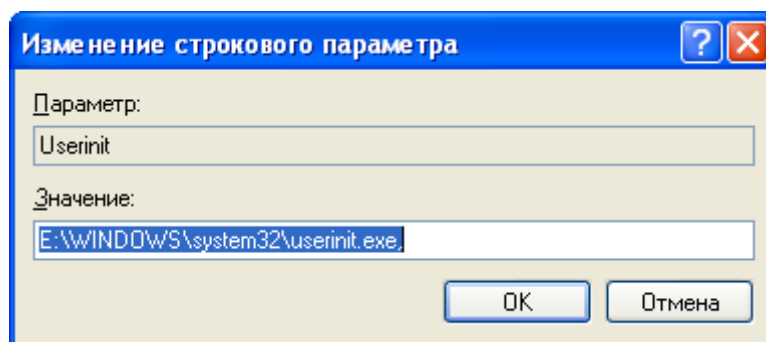 Изменение строкового параметра
Параметр:
Userinit
Значение:
E:\WINDOWS\system32\userinit.exe,
OK
Отмена